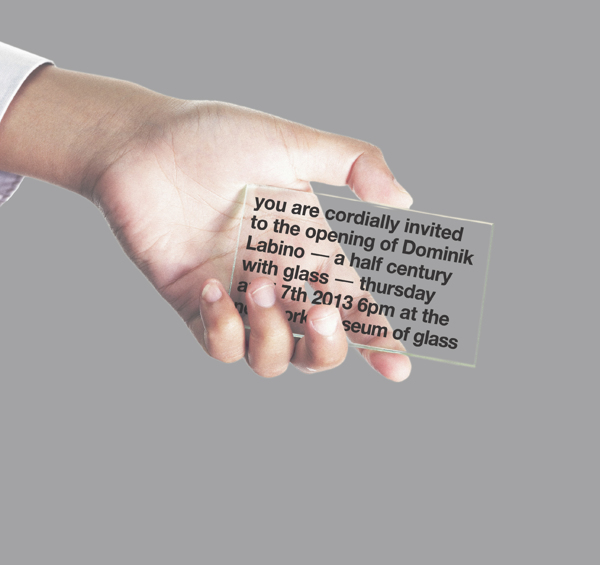 you are cordially invited
to the opening of Dominik
Labino — a half century
with glass — thursday
7th 2013 6pm at the
seum of glass